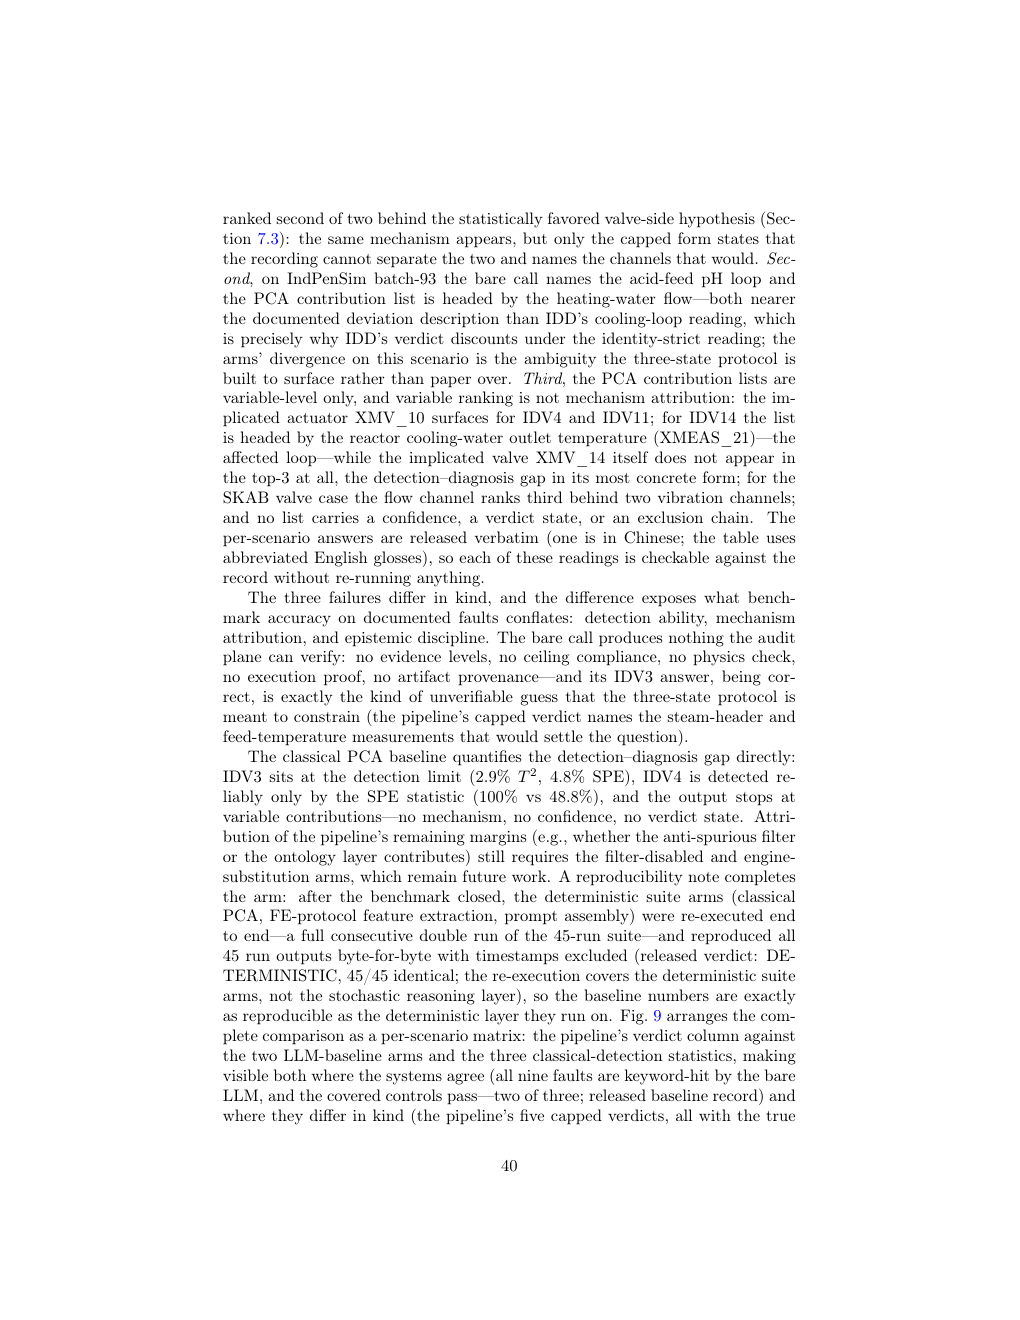 ranked second of two behind the statistically favored valve-side hypothesis (Sec-
tion 7.3): the same mechanism appears, but only the capped form states that
the recording cannot separate the two and names the channels that would. Sec-
ond, on IndPenSim batch-93 the bare call names the acid-feed pH loop and
the PCA contribution list is headed by the heating-water flow—both nearer
the documented deviation description than IDD's cooling-loop reading, which
is precisely why IDD's verdict discounts under the identity-strict reading; the
arms' divergence on this scenario is the ambiguity the three-state protocol is
built to surface rather than paper over. Third, the PCA contribution lists are
variable-level only, and variable ranking is not mechanism attribution: the im-
plicated actuator XMV_10 surfaces for IDV4 and IDV11; for IDV14 the list
is headed by the reactor cooling-water outlet temperature (XMEAS_21)—the
affected loop—while the implicated valve XMV_14 itself does not appear in
the top-3 at all, the detection–diagnosis gap in its most concrete form; for the
SKAB valve case the flow channel ranks third behind two vibration channels;
and no list carries a confidence, a verdict state, or an exclusion chain. The
per-scenario answers are released verbatim (one is in Chinese; the table uses
abbreviated English glosses), so each of these readings is checkable against the
record without re-running anything.
The three failures differ in kind, and the difference exposes what bench-
mark accuracy on documented faults conflates: detection ability, mechanism
attribution, and epistemic discipline. The bare call produces nothing the audit
plane can verify: no evidence levels, no ceiling compliance, no physics check,
no execution proof, no artifact provenance—and its IDV3 answer, being cor-
rect, is exactly the kind of unverifiable guess that the three-state protocol is
meant to constrain (the pipeline's capped verdict names the steam-header and
feed-temperature measurements that would settle the question).
The classical PCA baseline quantifies the detection–diagnosis gap directly:
IDV3 sits at the detection limit (2.9% T², 4.8% SPE), IDV4 is detected re-
liably only by the SPE statistic (100% vs 48.8%), and the output stops at
variable contributions—no mechanism, no confidence, no verdict state. Attri-
bution of the pipeline's remaining margins (e.g., whether the anti-spurious filter
or the ontology layer contributes) still requires the filter-disabled and engine-
substitution arms, which remain future work. A reproducibility note completes
the arm: after the benchmark closed, the deterministic suite arms (classical
PCA, FE-protocol feature extraction, prompt assembly) were re-executed end
to end—a full consecutive double run of the 45-run suite—and reproduced all
45 run outputs byte-for-byte with timestamps excluded (released verdict: DE-
TERMINISTIC, 45/45 identical; the re-execution covers the deterministic suite
arms, not the stochastic reasoning layer), so the baseline numbers are exactly
as reproducible as the deterministic layer they run on. Fig. 9 arranges the com-
plete comparison as a per-scenario matrix: the pipeline's verdict column against
the two LLM-baseline arms and the three classical-detection statistics, making
visible both where the systems agree (all nine faults are keyword-hit by the bare
LLM, and the covered controls pass—two of three; released baseline record) and
where they differ in kind (the pipeline's five capped verdicts, all with the true
40